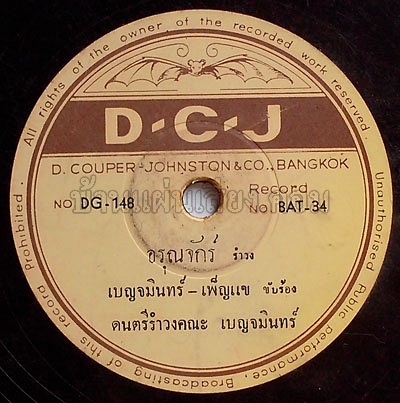 All rights of the owner, of the recorded work reserved. Unauthorised Public performance, Broadcasting of this record Prohibited.
D·C·J
D. COUPER-JOHNSTON & CO., BANGKOK
NO. DG-148
Record
No. BAT-34
อรุณจักร์ รำวง
เบญจมินทร์ - เพ็ญแข ขับร้อง
ดนตรีรำวงคณะ เบญจมินทร์